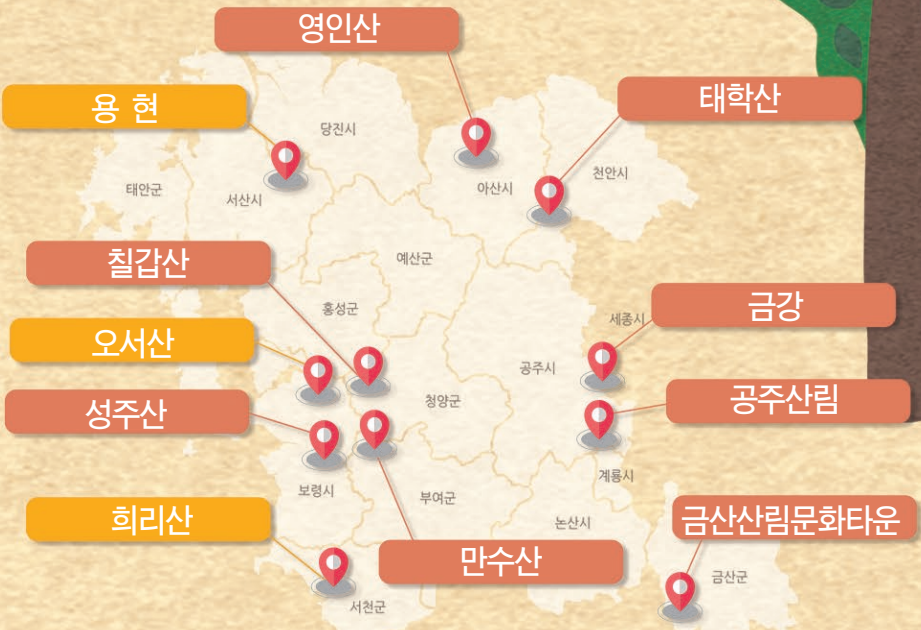 영인산
용 현
태학산
당진시
태안군
서산시
아산시
천안시
칠갑산
예산군
홍성군
금강
세종시
오서산
공주시
성주산
청양군
공주산림
보령시
부여군
계룡시
희리산
논산시
금산산림문화타운
만수산
금산군
서천군